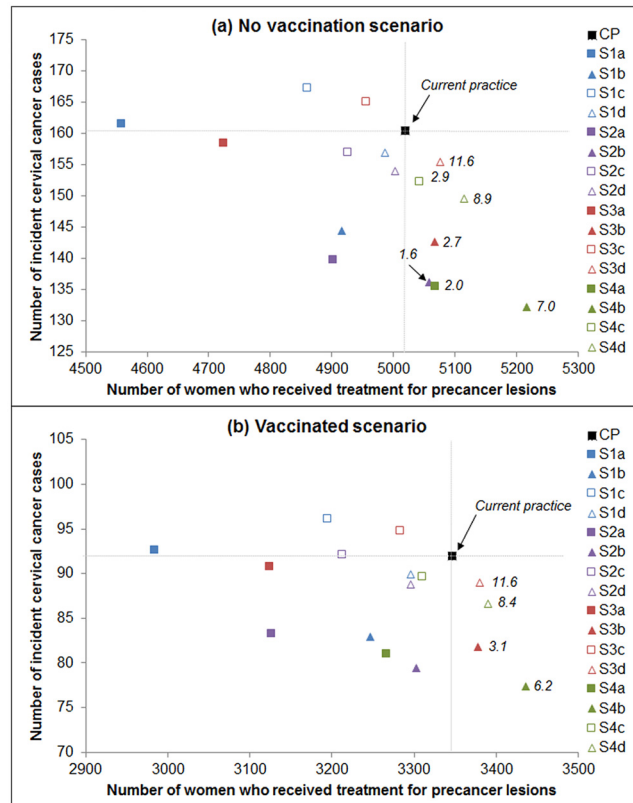 (a) No vaccination scenario
Number of incident cervical cancer cases
175
170
165
160
155
150
145
140
135
130
125
Current practice
11.6
2.9
8.9
2.7
1.6
2.0
7.0
4500 4600 4700 4800 4900 5000 5100 5200 5300
Number of women who received treatment for precancer lesions
CP
S1a
S1b
S1c
S1d
S2a
S2b
S2c
S2d
S3a
S3b
S3c
S3d
S4a
S4b
S4c
S4d
(b) Vaccinated scenario
Number of incident cervical cancer cases
105
100
95
90
85
80
75
70
Current practice
11.6
8.4
3.1
6.2
2900 3000 3100 3200 3300 3400 3500
Number of women who received treatment for precancer lesions
CP
S1a
S1b
S1c
S1d
S2a
S2b
S2c
S2d
S3a
S3b
S3c
S3d
S4a
S4b
S4c
S4d